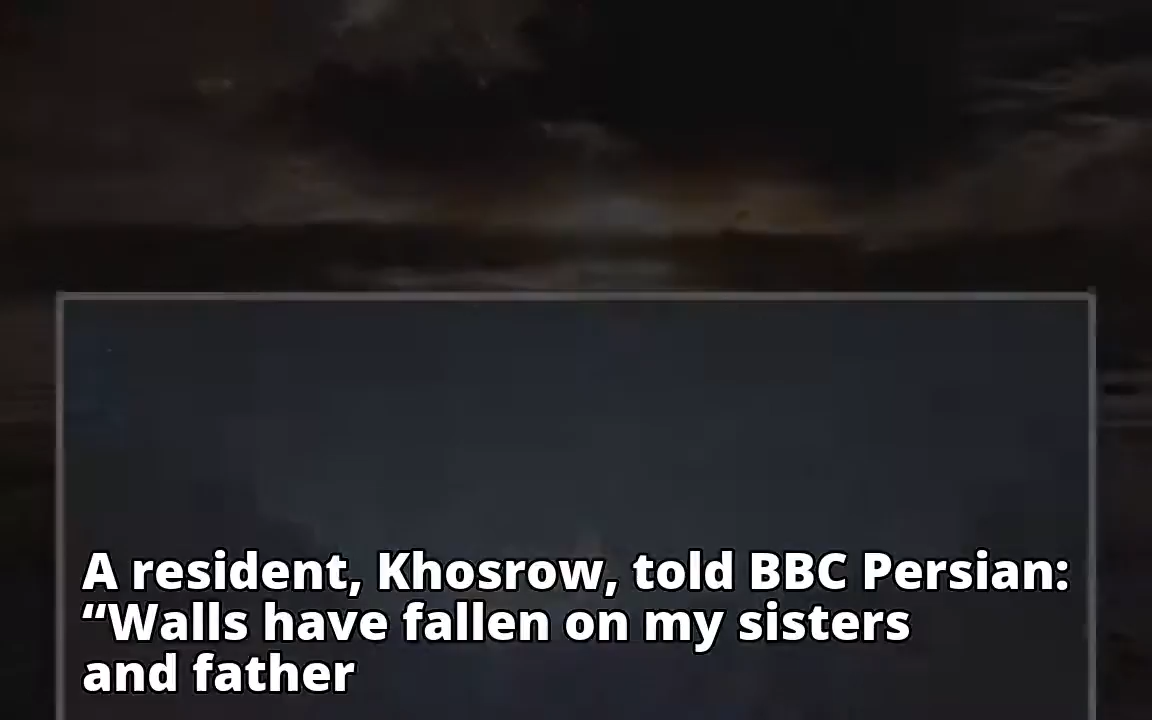 A resident, Khosrow, told BBC Persian:
“Walls have fallen on my sisters
and father